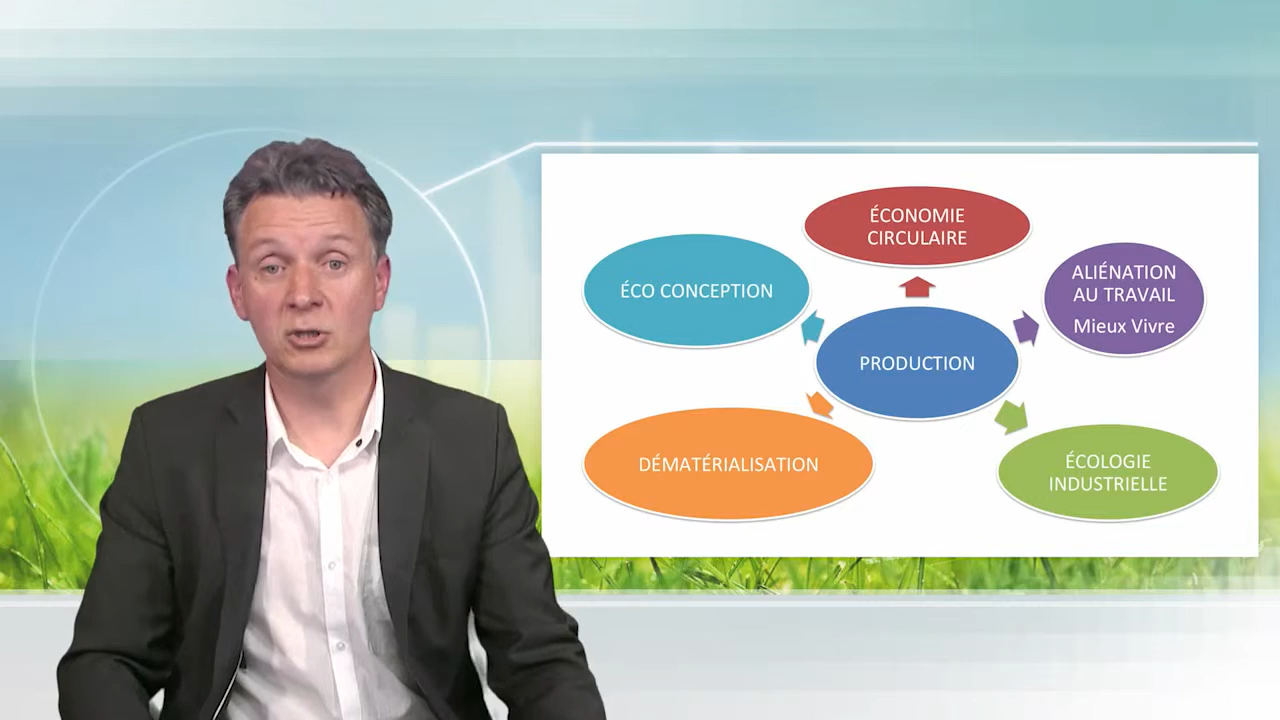 ÉCONOMIE
CIRCULAIRE
ÉCO CONCEPTION
ALIÉNATION
AU TRAVAIL
Mieux Vivre
PRODUCTION
DÉMATÉRIALISATION
ÉCOLOGIE
INDUSTRIELLE